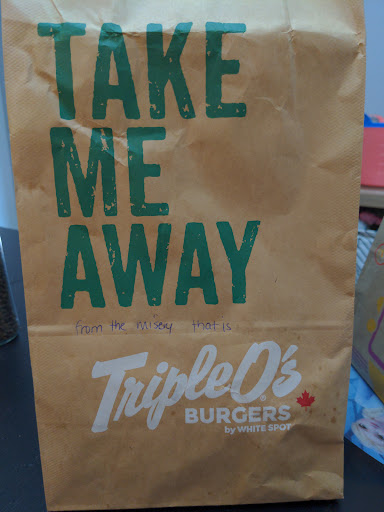 TAKE
ME
AWAY
from the misery that is
TripleO's
BURGERS
by WHITE SPOT